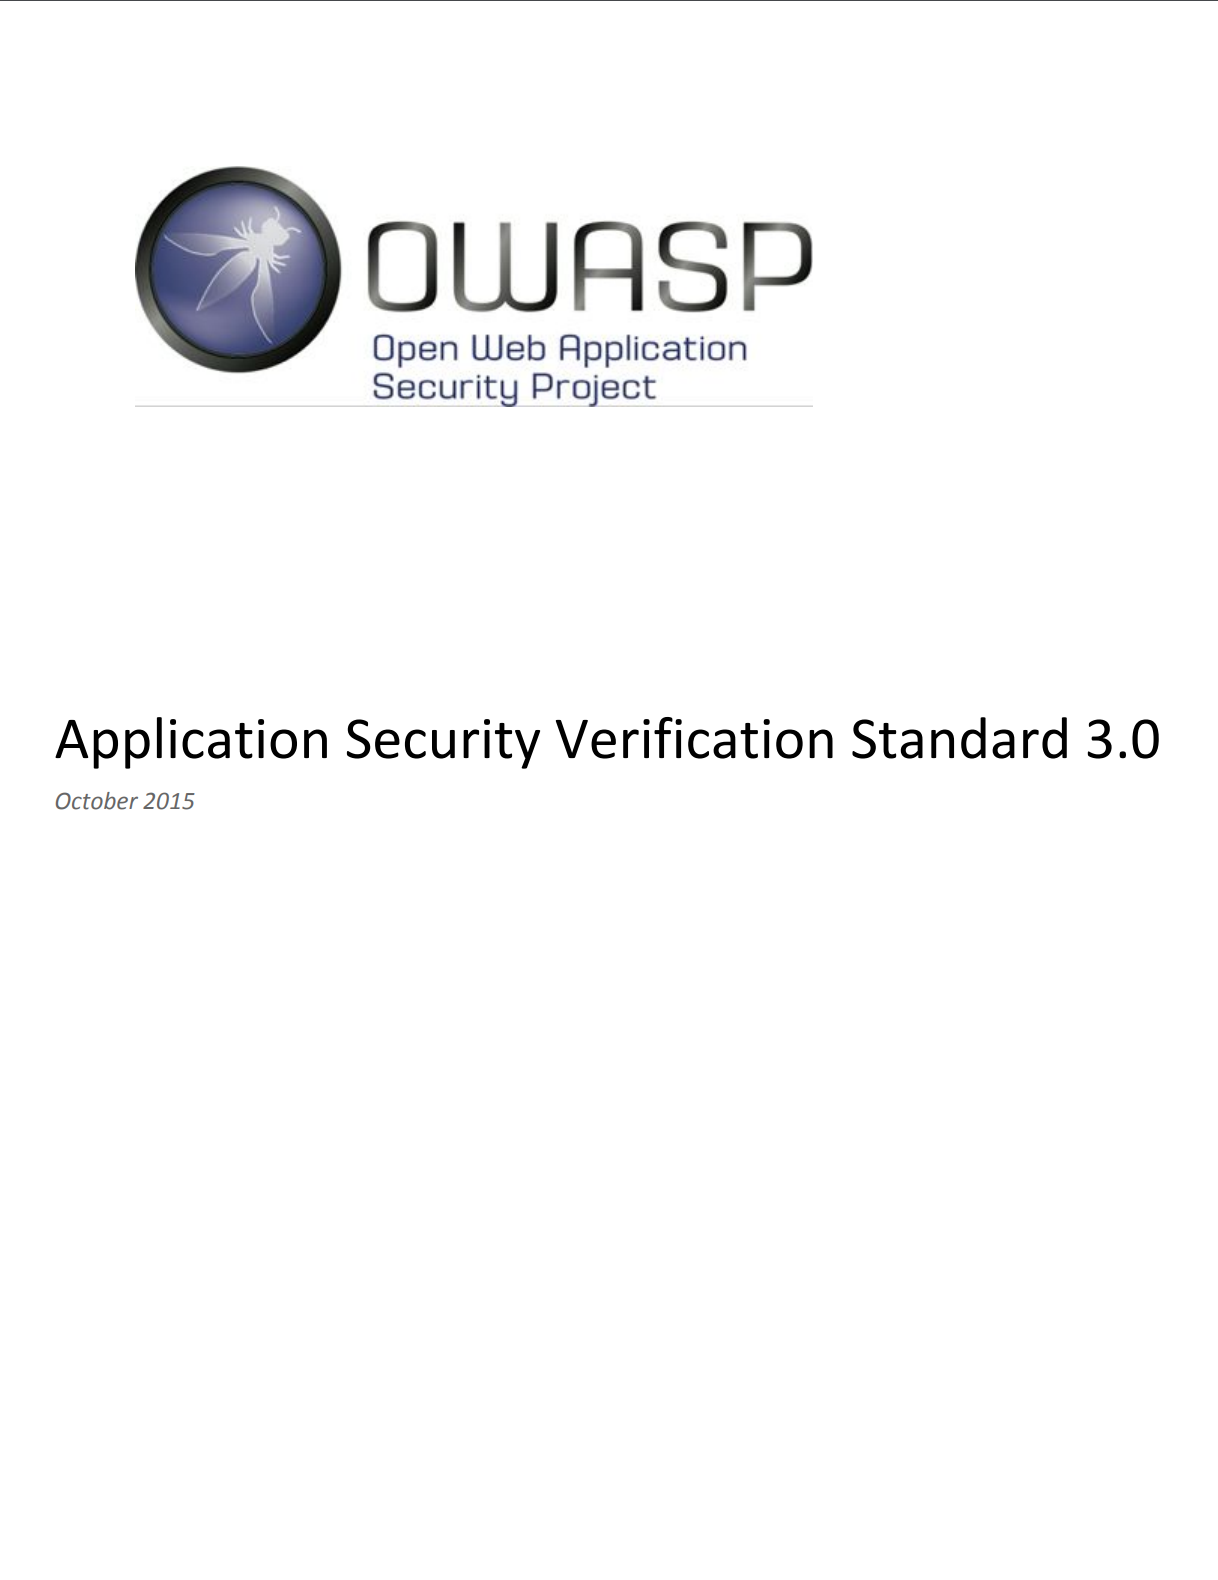 OWASP
Open Web Application
Security Project
Application Security Verification Standard 3.0
October 2015